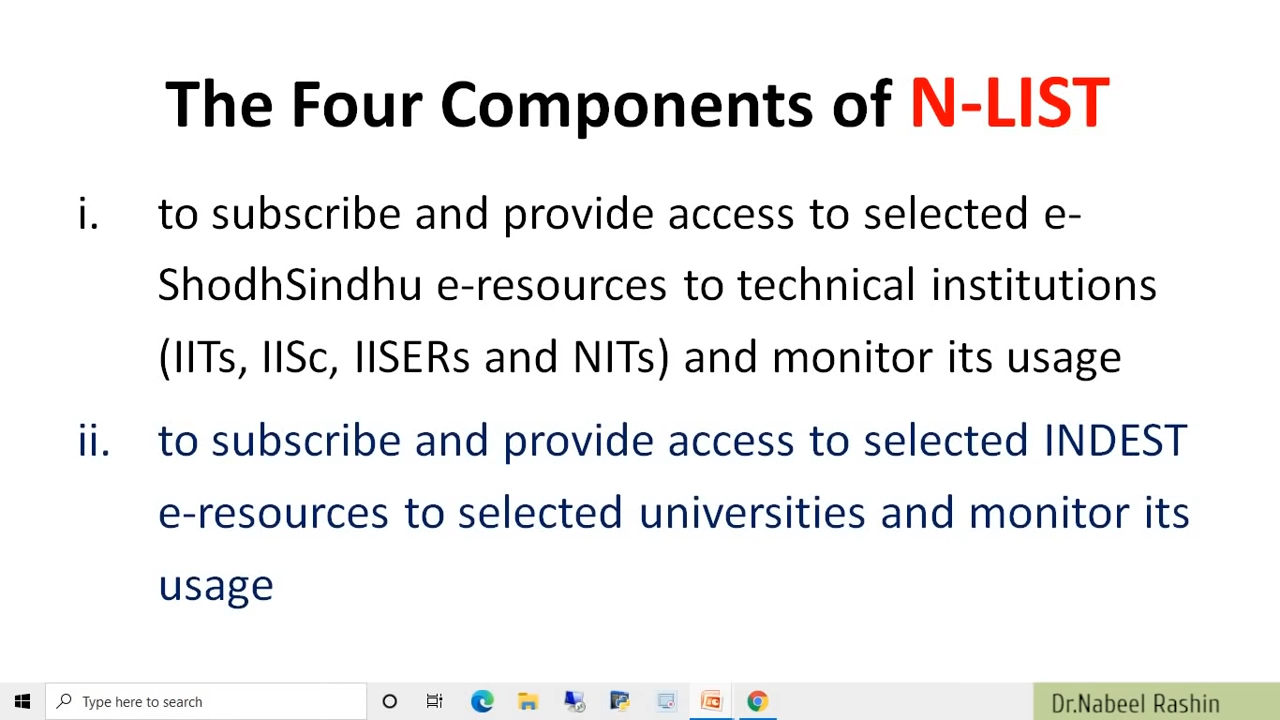 The Four Components of N-LIST
i. to subscribe and provide access to selected e-
ShodhSindhu e-resources to technical institutions
(IITs, IISc, IISERs and NITs) and monitor its usage
ii. to subscribe and provide access to selected INDEST
e-resources to selected universities and monitor its
usage
Type here to search
Dr.Nabeel Rashin